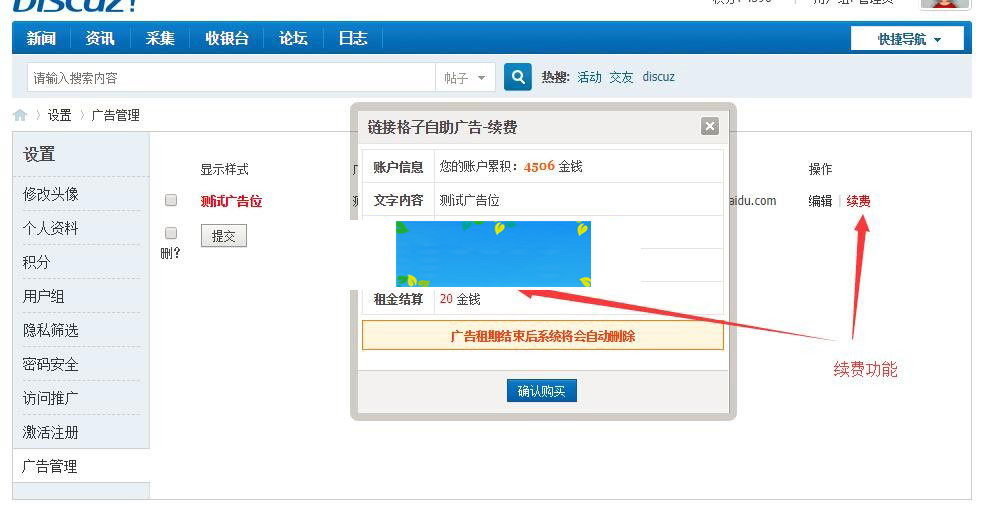 DISCUZ!
新闻 资讯 采集 收银台 论坛 日志 快捷导航
请输入搜索内容 帖子 热搜: 活动 交友 discuz
设置 广告管理
设置
修改头像
个人资料
积分
用户组
隐私筛选
密码安全
访问推广
激活注册
广告管理
显示样式 操作
测试广告位 aidu.com 编辑 续费
删? 提交
链接格子自助广告-续费
账户信息 您的账户累积：4506 金钱
文字内容 测试广告位
租金结算 20 金钱
广告租期结束后系统将会自动删除
确认购买
续费功能